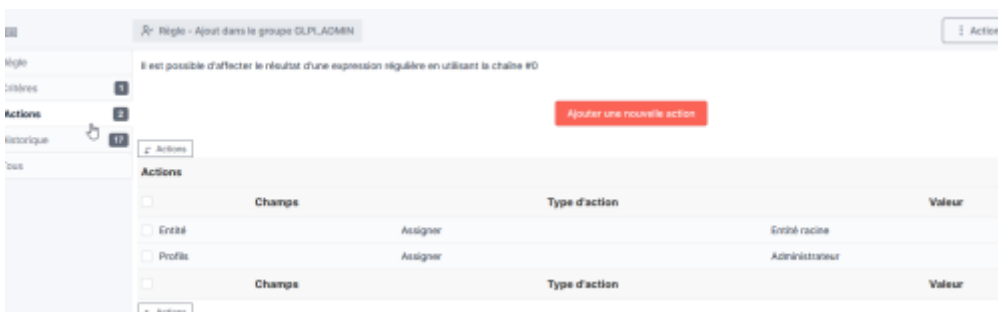 Règle - Ajout dans le groupe GLPI_ADMIN
Action
Règle
Il est possible d'affecter le résultat d'une expression régulière en utilisant la chaîne #0
Critères 1
Actions 2
Ajouter une nouvelle action
Historique 17
Actions
Tous
Actions
Champs Type d'action Valeur
Entité Assigner Entité racine
Profils Assigner Administrateur
Champs Type d'action Valeur
Actions